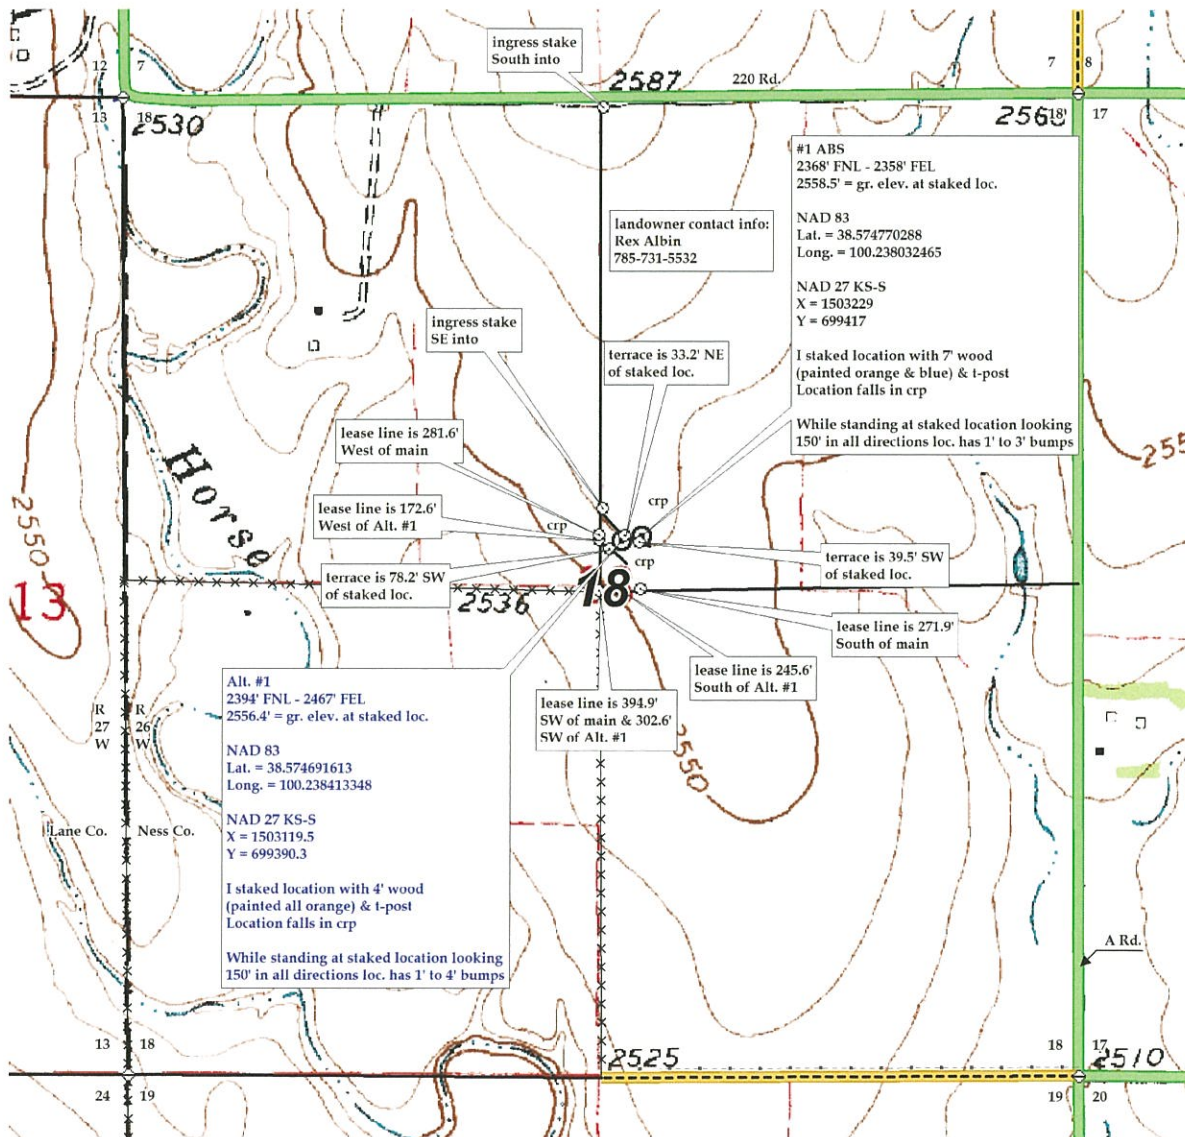 ingress stake
South into
12
7
2587
220 Rd.
7
8
13
18
2530
2560
18
17
#1 ABS
2368' FNL - 2358' FEL
2558.5' = gr. elev. at staked loc.
NAD 83
Lat. = 38.574770288
Long. = 100.238032465
NAD 27 KS-S
X = 1503229
Y = 699417
I staked location with 7' wood
(painted orange & blue) & t-post
Location falls in crp
While standing at staked location looking
150' in all directions loc. has 1' to 3' bumps
landowner contact info:
Rex Albin
785-731-5532
ingress stake
SE into
terrace is 33.2' NE
of staked loc.
lease line is 281.6'
West of main
Horse
2550
lease line is 172.6'
West of Alt. #1
crp
crp
crp
terrace is 39.5' SW
of staked loc.
terrace is 78.2' SW
of staked loc.
13
2536
18
lease line is 271.9'
South of main
lease line is 245.6'
South of Alt. #1
lease line is 394.9'
SW of main & 302.6'
SW of Alt. #1
2550
Alt. #1
2394' FNL - 2467' FEL
2556.4' = gr. elev. at staked loc.
NAD 83
Lat. = 38.574691613
Long. = 100.238413348
NAD 27 KS-S
X = 1503119.5
Y = 699390.3
I staked location with 4' wood
(painted all orange) & t-post
Location falls in crp
While standing at staked location looking
150' in all directions loc. has 1' to 4' bumps
R
27
W
R
26
W
Lane Co.
Ness Co.
A Rd.
13
18
2525
18
17
2510
24
19
19
20